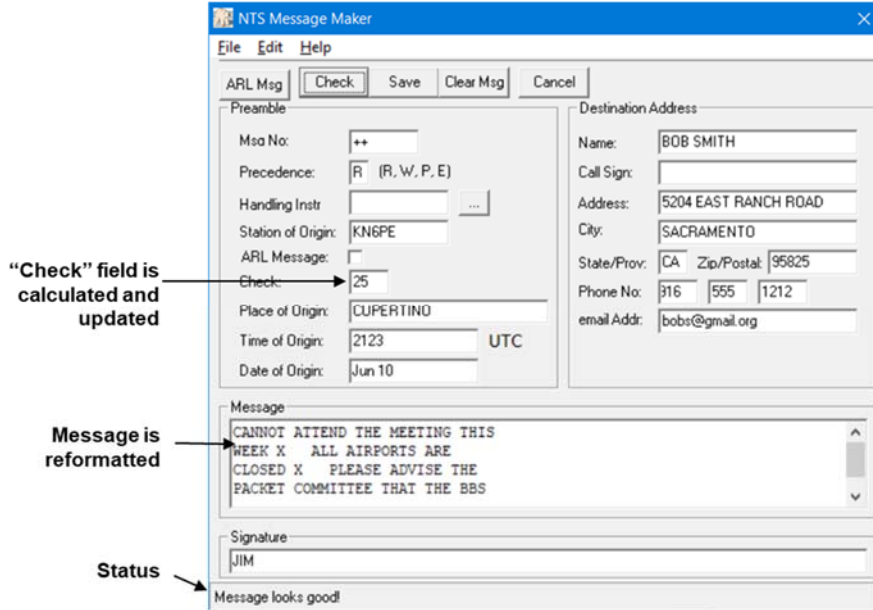 NTS Message Maker
File Edit Help
ARL Msg Check Save Clear Msg Cancel
Preamble
Msg No: ++
Precedence: R (R, W, P, E)
Handling Instr ...
Station of Origin: KN6PE
ARL Message:
Check: 25
Place of Origin: CUPERTINO
Time of Origin: 2123 UTC
Date of Origin: Jun 10
Destination Address
Name: BOB SMITH
Call Sign:
Address: 5204 EAST RANCH ROAD
City: SACRAMENTO
State/Prov: CA Zip/Postal: 95825
Phone No: 916 555 1212
email Addr: bobs@gmail.org
“Check” field is
calculated and
updated
Message
CANNOT ATTEND THE MEETING THIS
WEEK X ALL AIRPORTS ARE
CLOSED X PLEASE ADVISE THE
PACKET COMMITTEE THAT THE BBS
Message is
reformatted
Signature
JIM
Status
Message looks good!